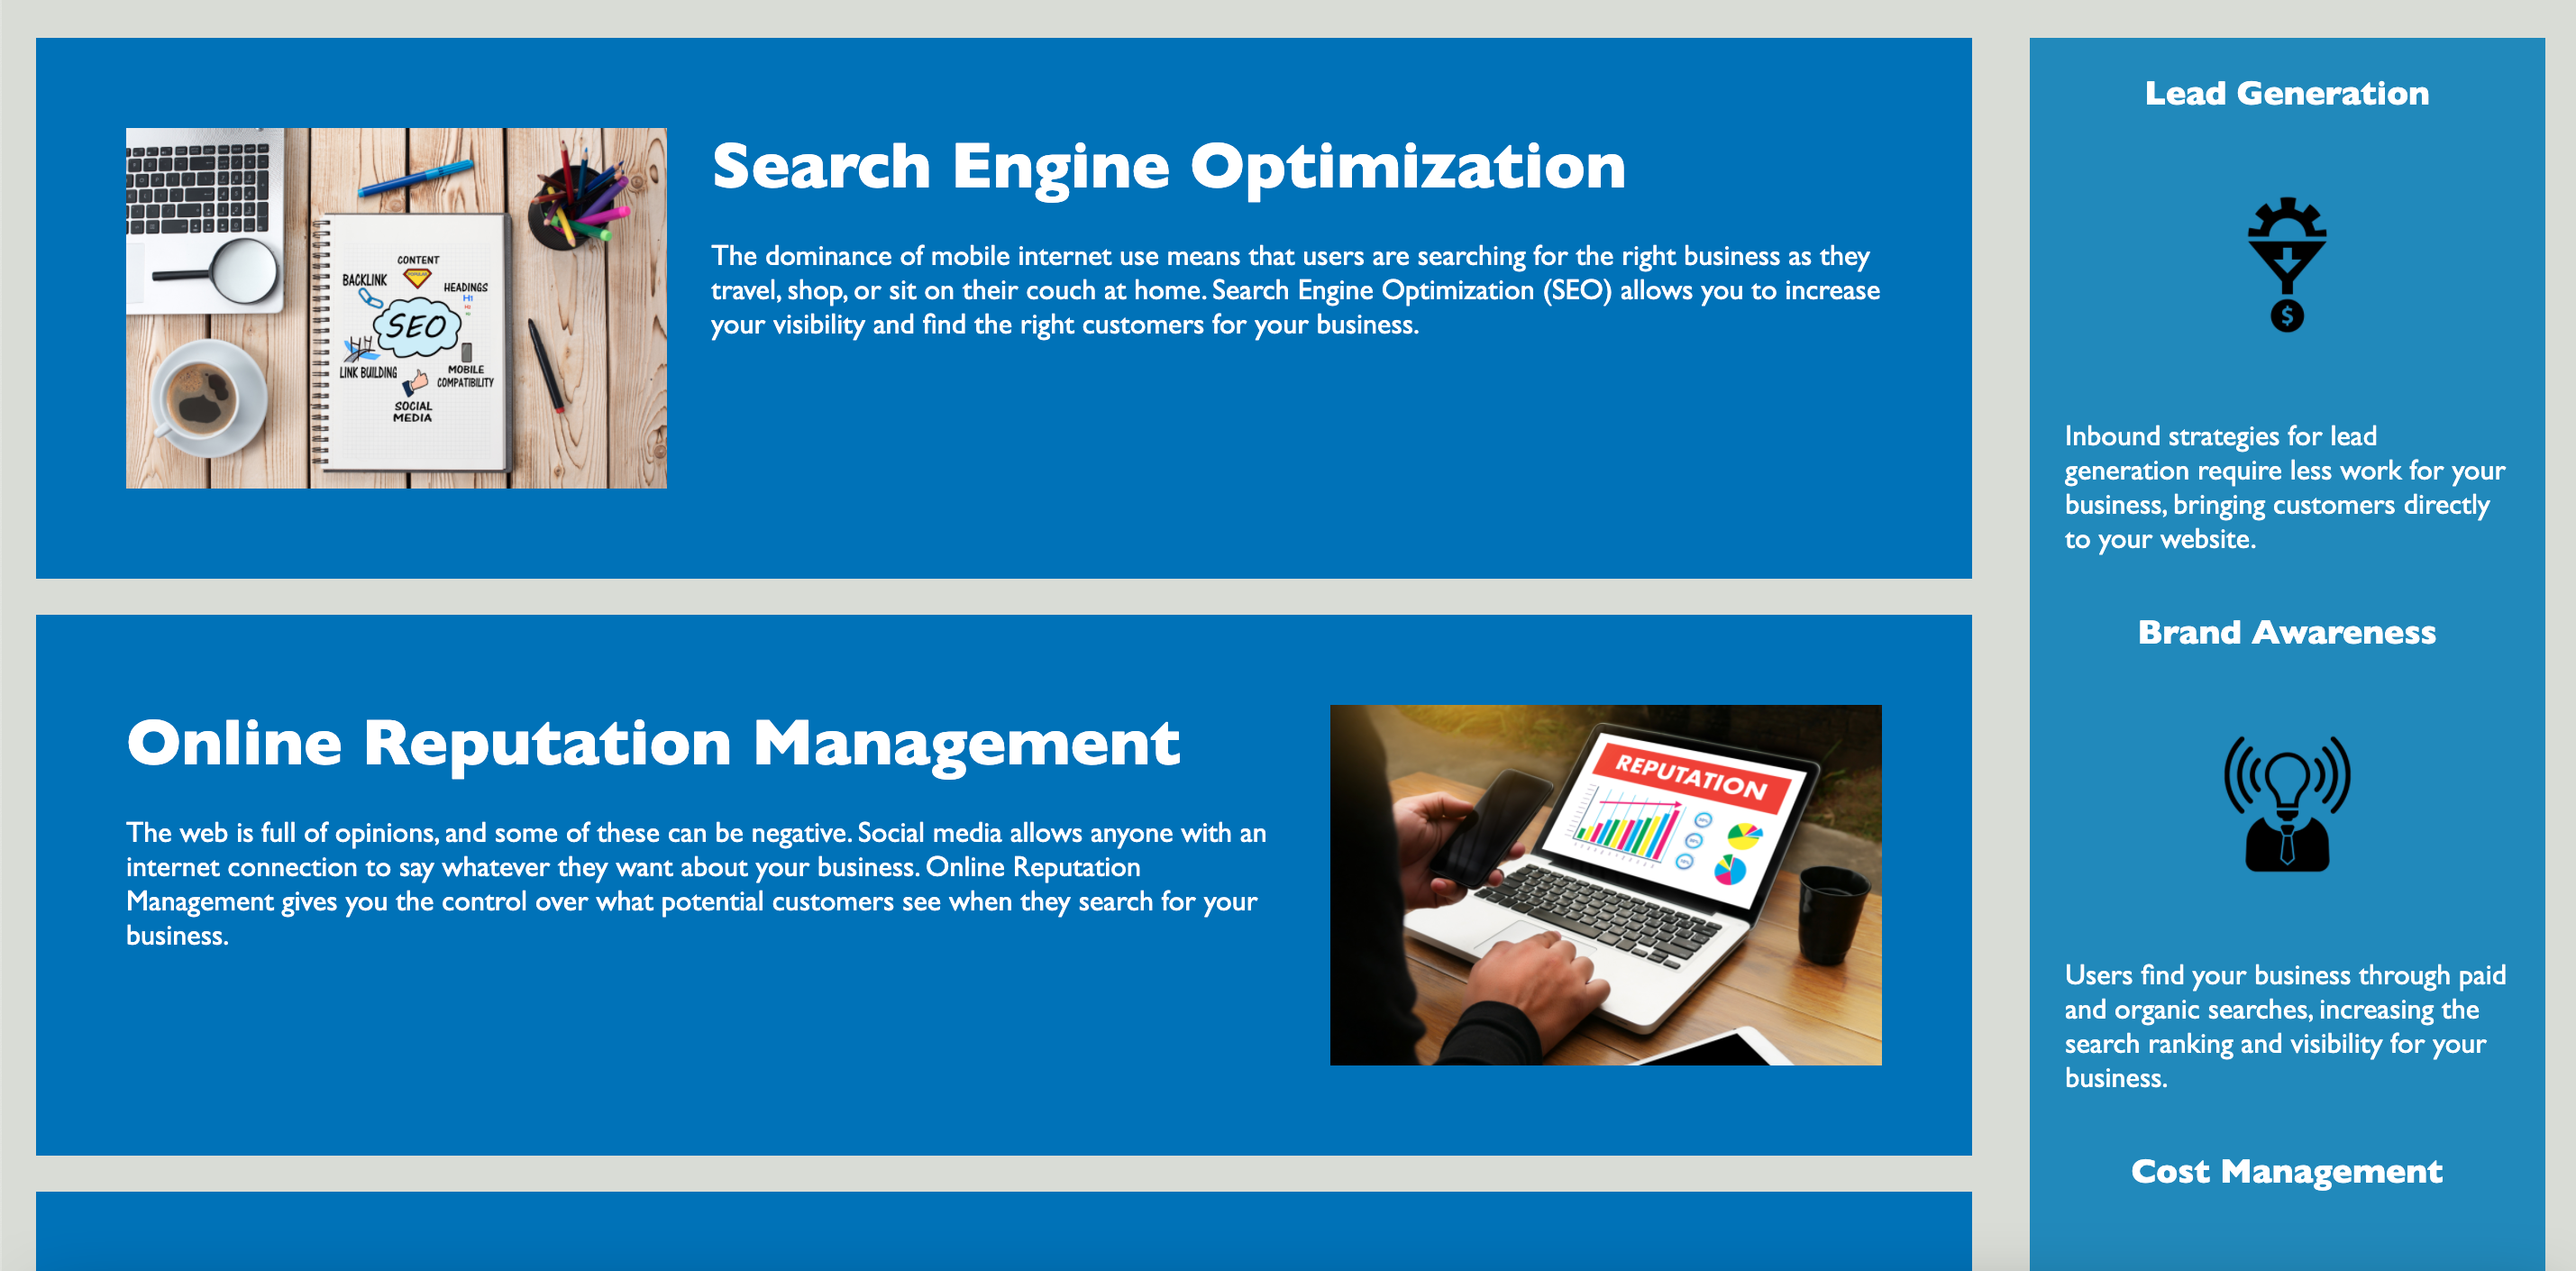 Search Engine Optimization
The dominance of mobile internet use means that users are searching for the right business as they
travel, shop, or sit on their couch at home. Search Engine Optimization (SEO) allows you to increase
your visibility and find the right customers for your business.
CONTENT
BACKLINK
HEADINGS
H1
SEO
LINK BUILDING
MOBILE
COMPATIBILITY
SOCIAL
MEDIA
Online Reputation Management
The web is full of opinions, and some of these can be negative. Social media allows anyone with an
internet connection to say whatever they want about your business. Online Reputation
Management gives you the control over what potential customers see when they search for your
business.
REPUTATION
Lead Generation
$
Inbound strategies for lead
generation require less work for your
business, bringing customers directly
to your website.
Brand Awareness
Users find your business through paid
and organic searches, increasing the
search ranking and visibility for your
business.
Cost Management